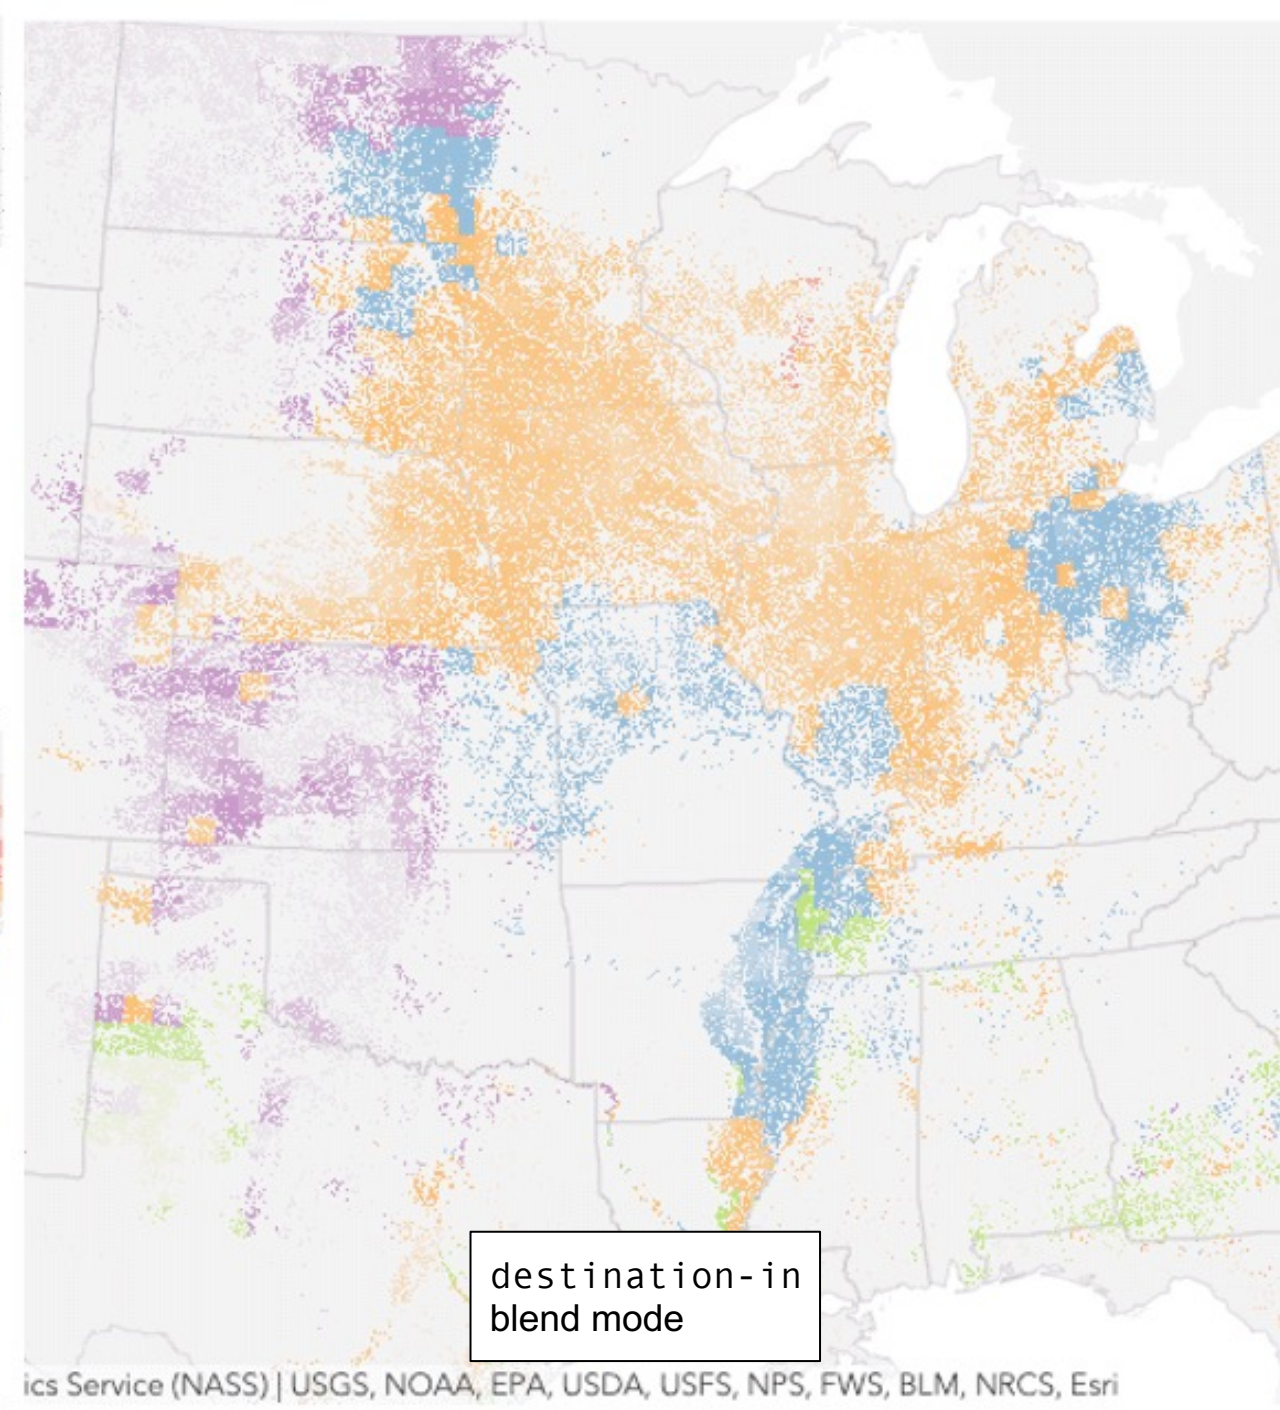 destination-in
blend mode
ics Service (NASS) | USGS, NOAA, EPA, USDA, USFS, NPS, FWS, BLM, NRCS, Esri